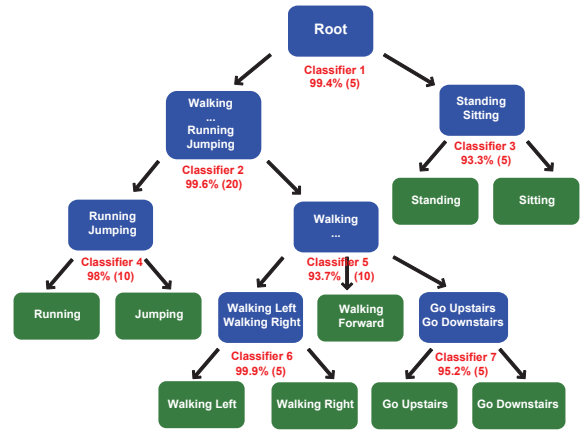 Root
Classifier 1
99.4% (5)
Walking
...
Running
Jumping
Standing
Sitting
Classifier 2
99.6% (20)
Classifier 3
93.3% (5)
Running
Jumping
Walking
...
Standing
Sitting
Classifier 4
98% (10)
Classifier 5
93.7% (10)
Running
Jumping
Walking Left
Walking Right
Walking
Forward
Go Upstairs
Go Downstairs
Classifier 6
99.9% (5)
Classifier 7
95.2% (5)
Walking Left
Walking Right
Go Upstairs
Go Downstairs